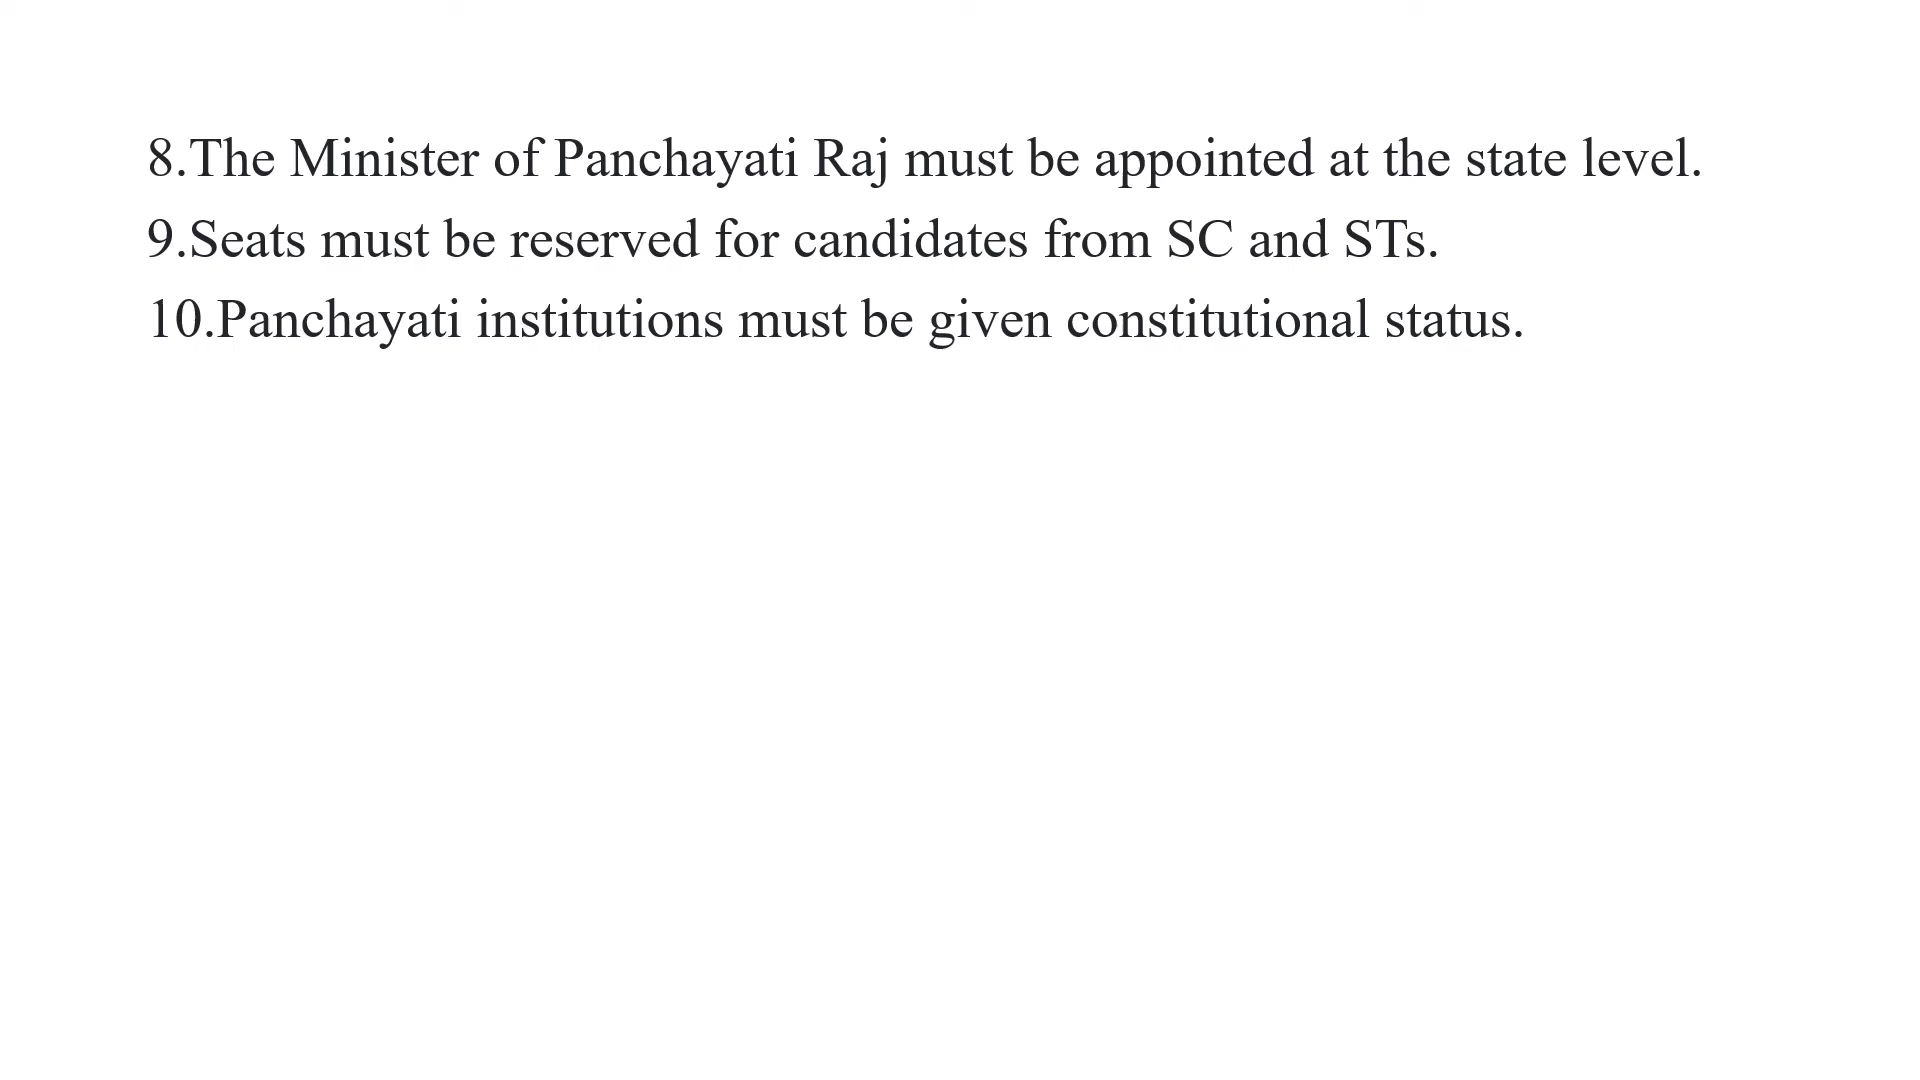 8.The Minister of Panchayati Raj must be appointed at the state level.
9.Seats must be reserved for candidates from SC and STs.
10.Panchayati institutions must be given constitutional status.